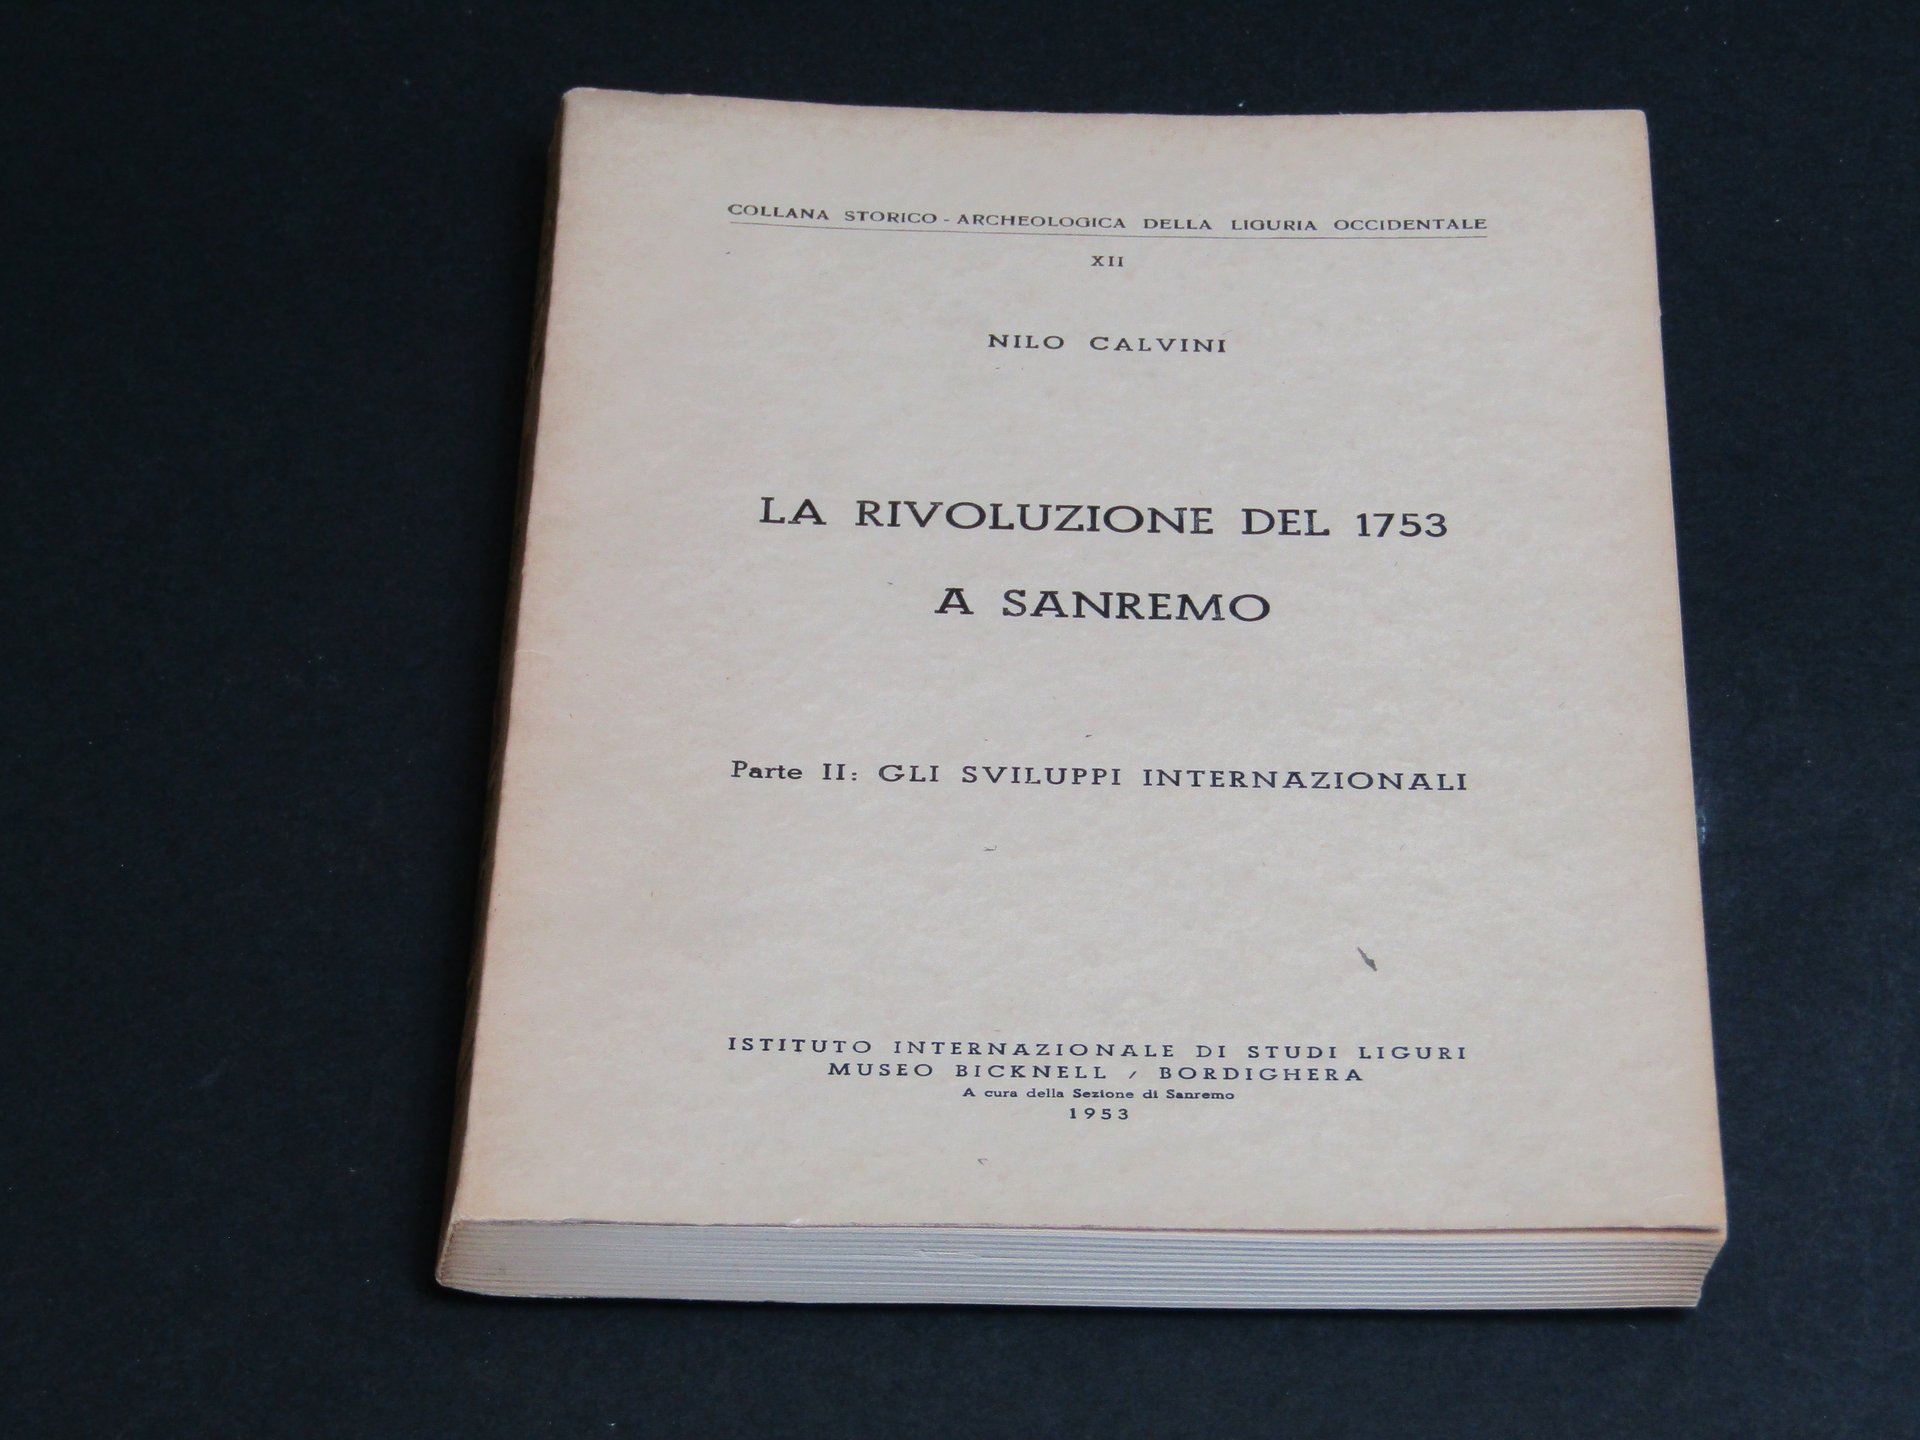 COLLANA STORICO - ARCHEOLOGICA DELLA LIGURIA OCCIDENTALE
XII
NILO CALVINI
LA RIVOLUZIONE DEL 1753
A SANREMO
Parte II: GLI SVILUPPI INTERNAZIONALI
ISTITUTO INTERNAZIONALE DI STUDI LIGURI
MUSEO BICKNELL / BORDIGHERA
A cura della Sezione di Sanremo
1953